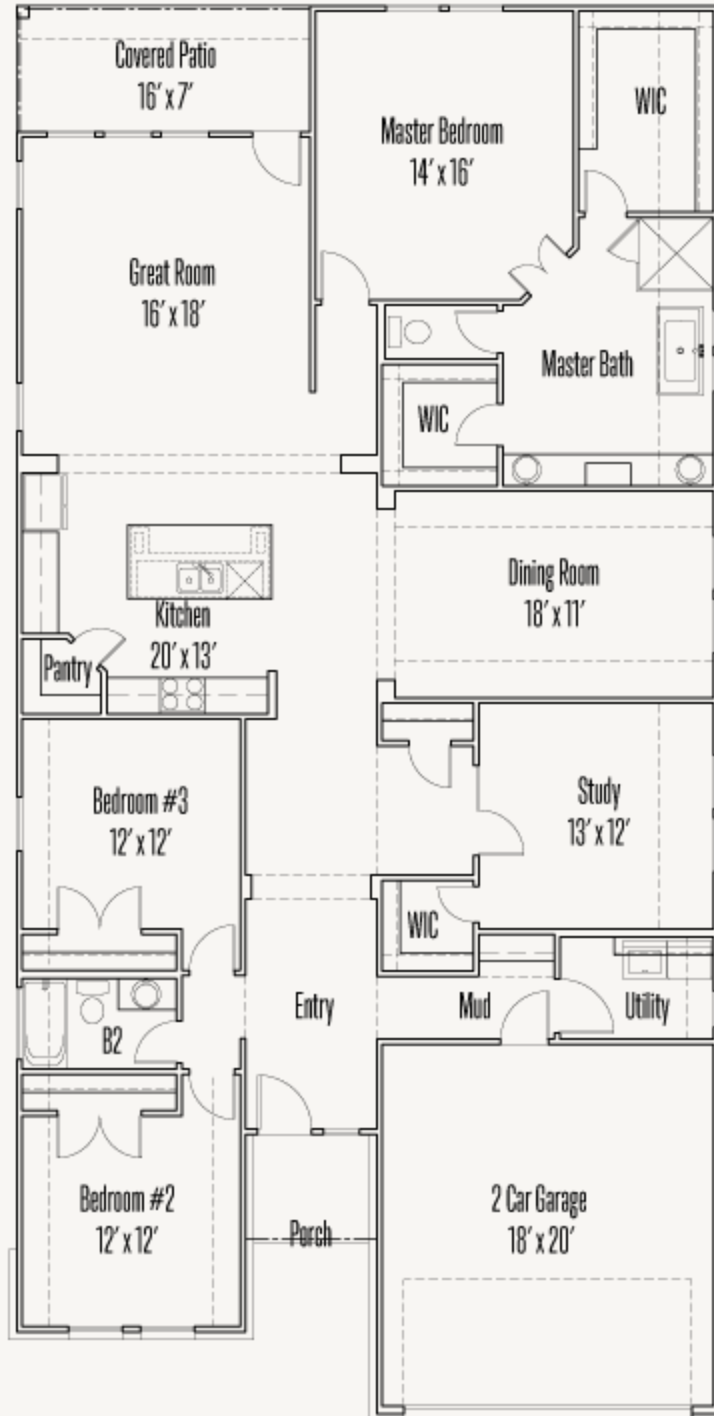 Covered Patio
16' x 7'
Master Bedroom
14' x 16'
WIC
Great Room
16' x 18'
Master Bath
WIC
Dining Room
18' x 11'
Kitchen
20' x 13'
Pantry
Bedroom #3
12' x 12'
Study
13' x 12'
WIC
Entry
Mud
Utility
B2
Bedroom #2
12' x 12'
Porch
2 Car Garage
18' x 20'